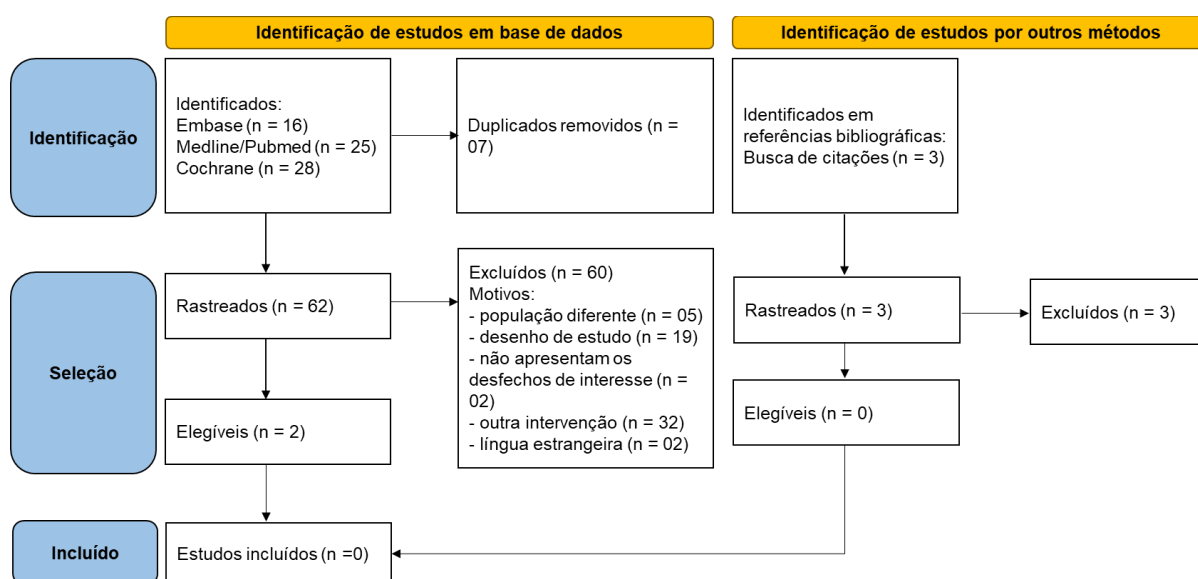 Identificação de estudos em base de dados
Identificação de estudos por outros métodos
Identificação
Identificados:
Embase (n = 16)
Medline/Pubmed (n = 25)
Cochrane (n = 28)
Duplicados removidos (n =
07)
Identificados em
referências bibliográficas:
Busca de citações (n = 3)
Seleção
Rastreados (n = 62)
Excluídos (n = 60)
Motivos:
- população diferente (n = 05)
- desenho de estudo (n = 19)
- não apresentam os
desfechos de interesse (n =
02)
- outra intervenção (n = 32)
- língua estrangeira (n = 02)
Rastreados (n = 3)
Excluídos (n = 3)
Elegíveis (n = 2)
Elegíveis (n = 0)
Incluído
Estudos incluídos (n =0)